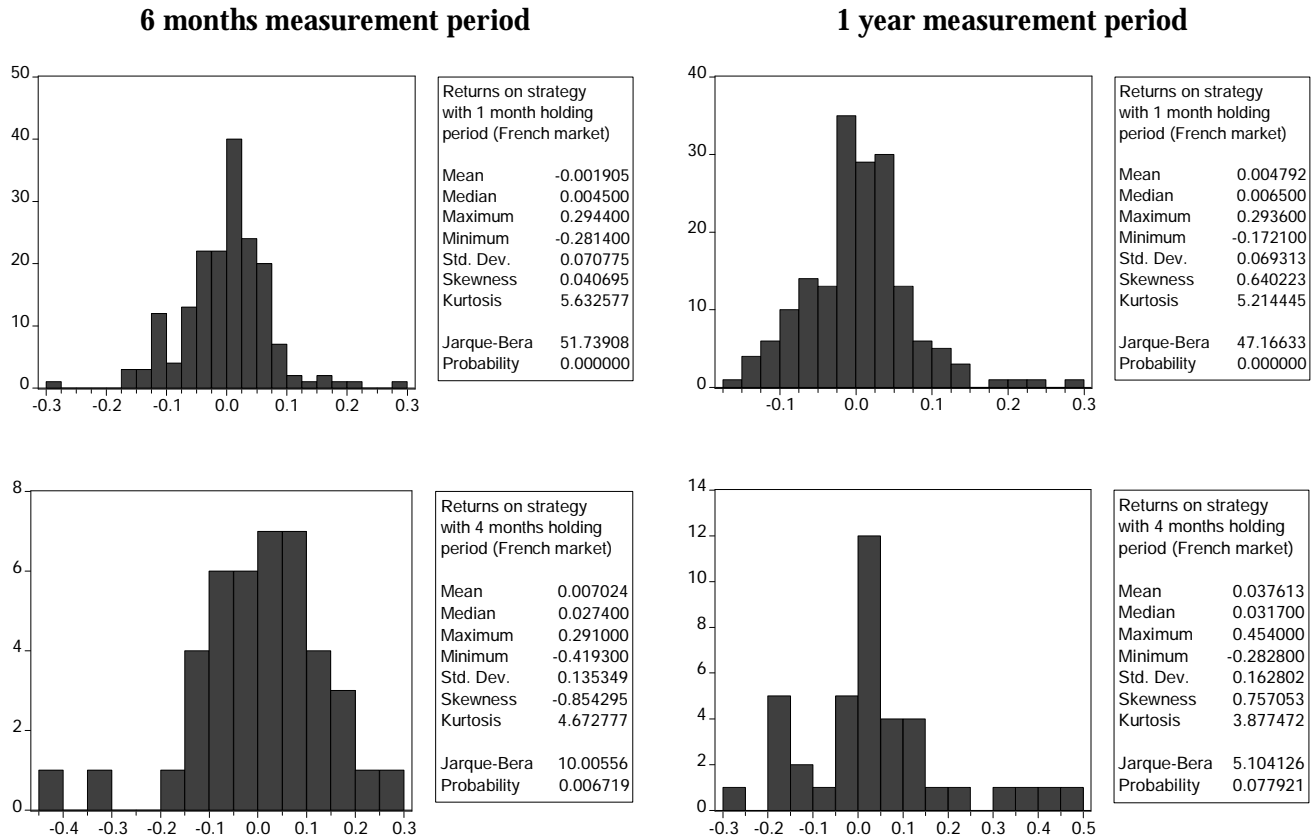 6 months measurement period
1 year measurement period
50
40
30
20
10
0
-0.3 -0.2 -0.1 0.0 0.1 0.2 0.3
Returns on strategy
with 1 month holding
period (French market)
Mean -0.001905
Median 0.004500
Maximum 0.294400
Minimum -0.281400
Std. Dev. 0.070775
Skewness 0.040695
Kurtosis 5.632577
Jarque-Bera 51.73908
Probability 0.000000
40
30
20
10
0
-0.1 0.0 0.1 0.2 0.3
Returns on strategy
with 1 month holding
period (French market)
Mean 0.004792
Median 0.006500
Maximum 0.293600
Minimum -0.172100
Std. Dev. 0.069313
Skewness 0.640223
Kurtosis 5.214445
Jarque-Bera 47.16633
Probability 0.000000
8
6
4
2
0
-0.4 -0.3 -0.2 -0.1 0.0 0.1 0.2 0.3
Returns on strategy
with 4 months holding
period (French market)
Mean 0.007024
Median 0.027400
Maximum 0.291000
Minimum -0.419300
Std. Dev. 0.135349
Skewness -0.854295
Kurtosis 4.672777
Jarque-Bera 10.00556
Probability 0.006719
14
12
10
8
6
4
2
0
-0.3 -0.2 -0.1 0.0 0.1 0.2 0.3 0.4 0.5
Returns on strategy
with 4 months holding
period (French market)
Mean 0.037613
Median 0.031700
Maximum 0.454000
Minimum -0.282800
Std. Dev. 0.162802
Skewness 0.757053
Kurtosis 3.877472
Jarque-Bera 5.104126
Probability 0.077921